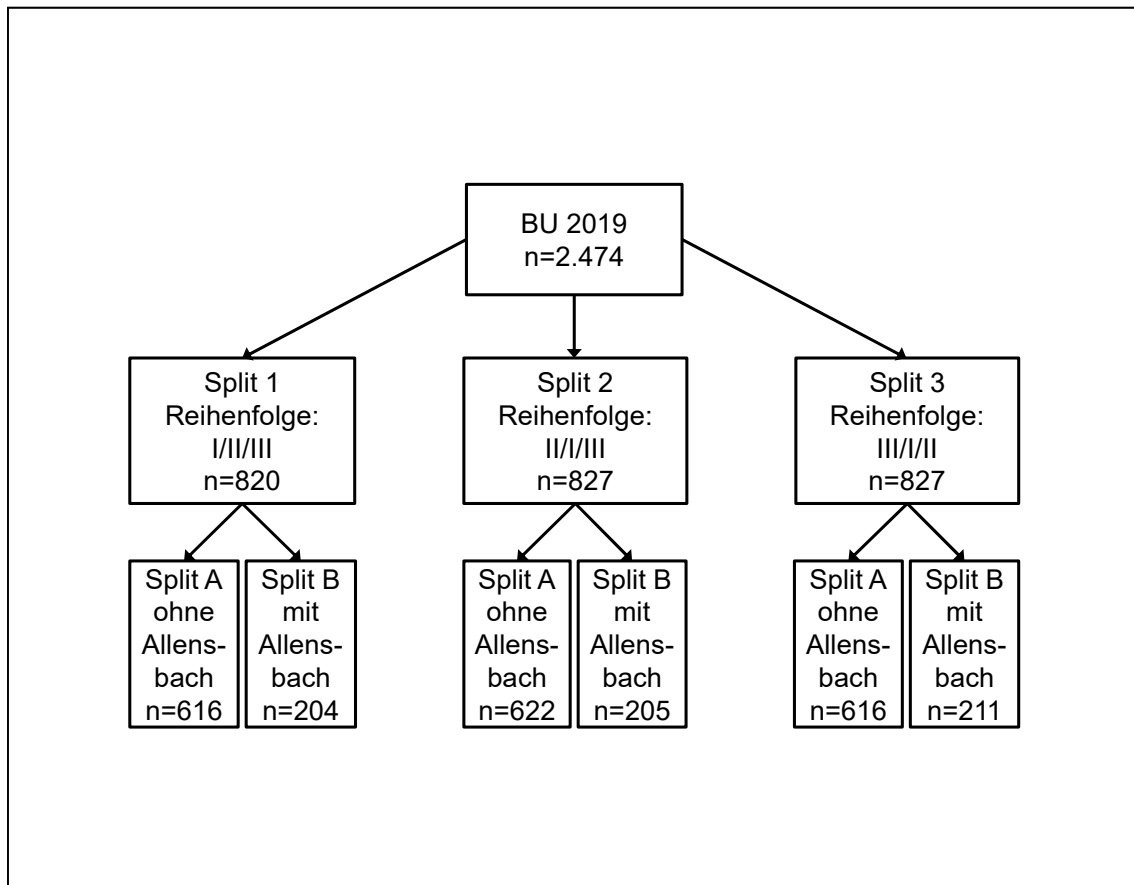 BU 2019
n=2.474
Split 1
Reihenfolge:
I/II/III
n=820
Split 2
Reihenfolge:
II/I/III
n=827
Split 3
Reihenfolge:
III/I/II
n=827
Split A
ohne
Allens-
bach
n=616
Split B
mit
Allens-
bach
n=204
Split A
ohne
Allens-
bach
n=622
Split B
mit
Allens-
bach
n=205
Split A
ohne
Allens-
bach
n=616
Split B
mit
Allens-
bach
n=211